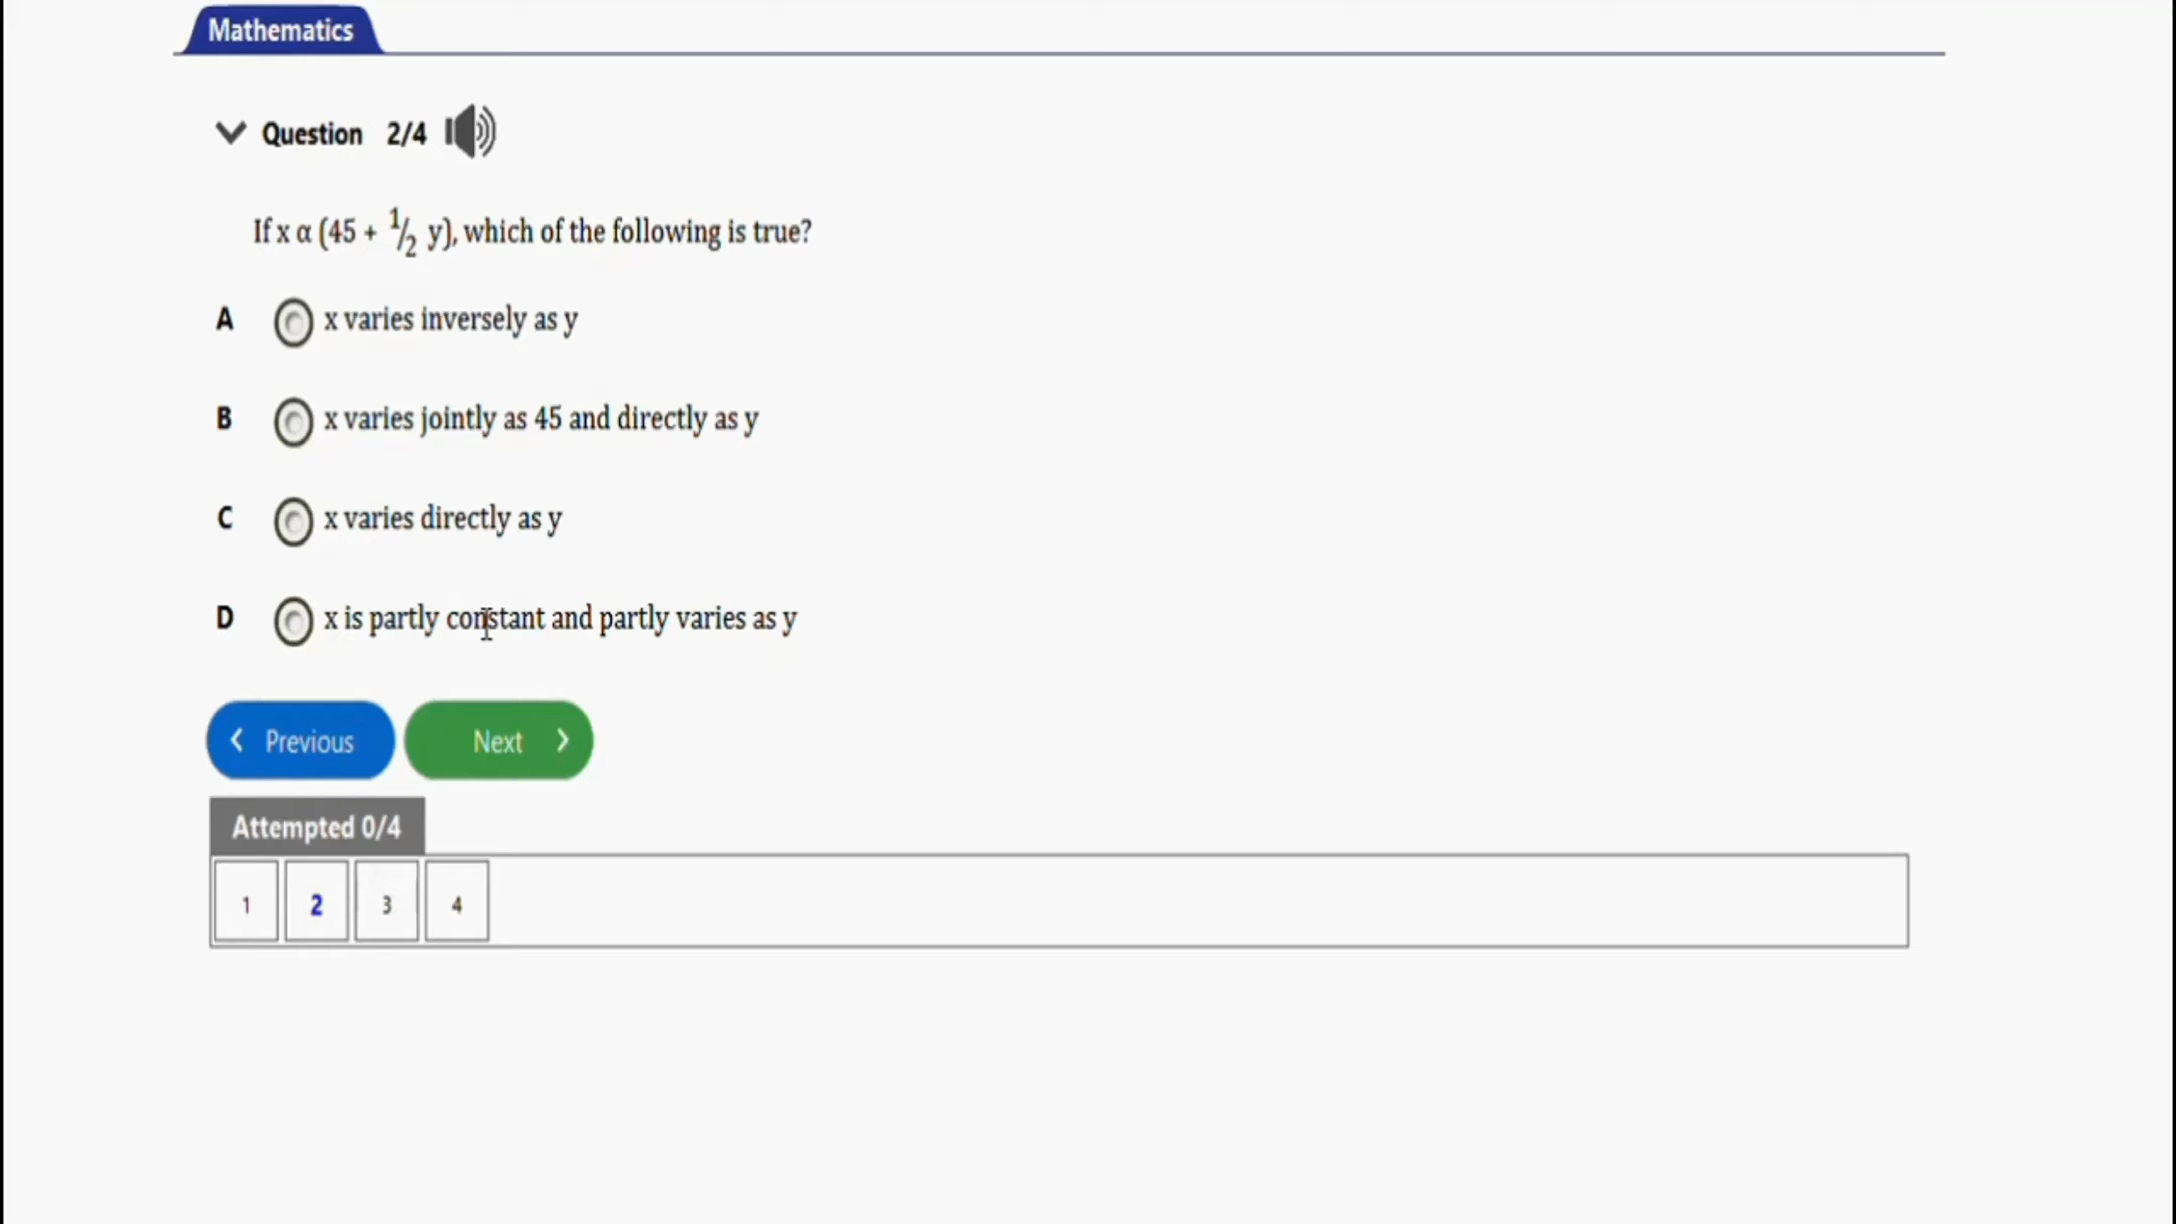 Mathematics
Question 2/4
If x α (45 + 1/2 y), which of the following is true?
A x varies inversely as y
B x varies jointly as 45 and directly as y
C x varies directly as y
D x is partly constant and partly varies as y
Previous Next
Attempted 0/4
1 2 3 4